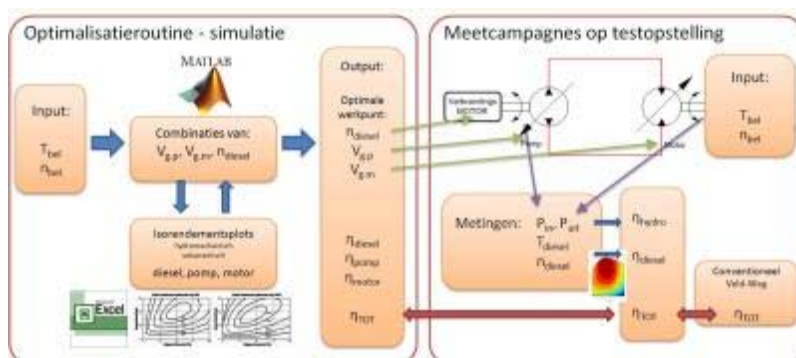 Optimalisatieroutine - simulatie
MATLAB
Input:
T_bel
n_bel
Combinaties van:
V_g.p, V_g.m, n_diesel
Isorendementsplots
hydromechanisch
volumetrisch
diesel, pomp, motor
Excel
Output:
Optimale
werkpunt:
n_diesel
V_g.p
V_g.m
η_diesel
η_pomp
η_motor
η_TOT
Meetcampagnes op testopstelling
Verbrandings
MOTOR
Pomp
Motor
Input:
T_bel
n_bel
Metingen:
P_in, P_uit
T_diesel
n_diesel
η_hydro
η_diesel
η_TOT
Conventioneel
η_TOT